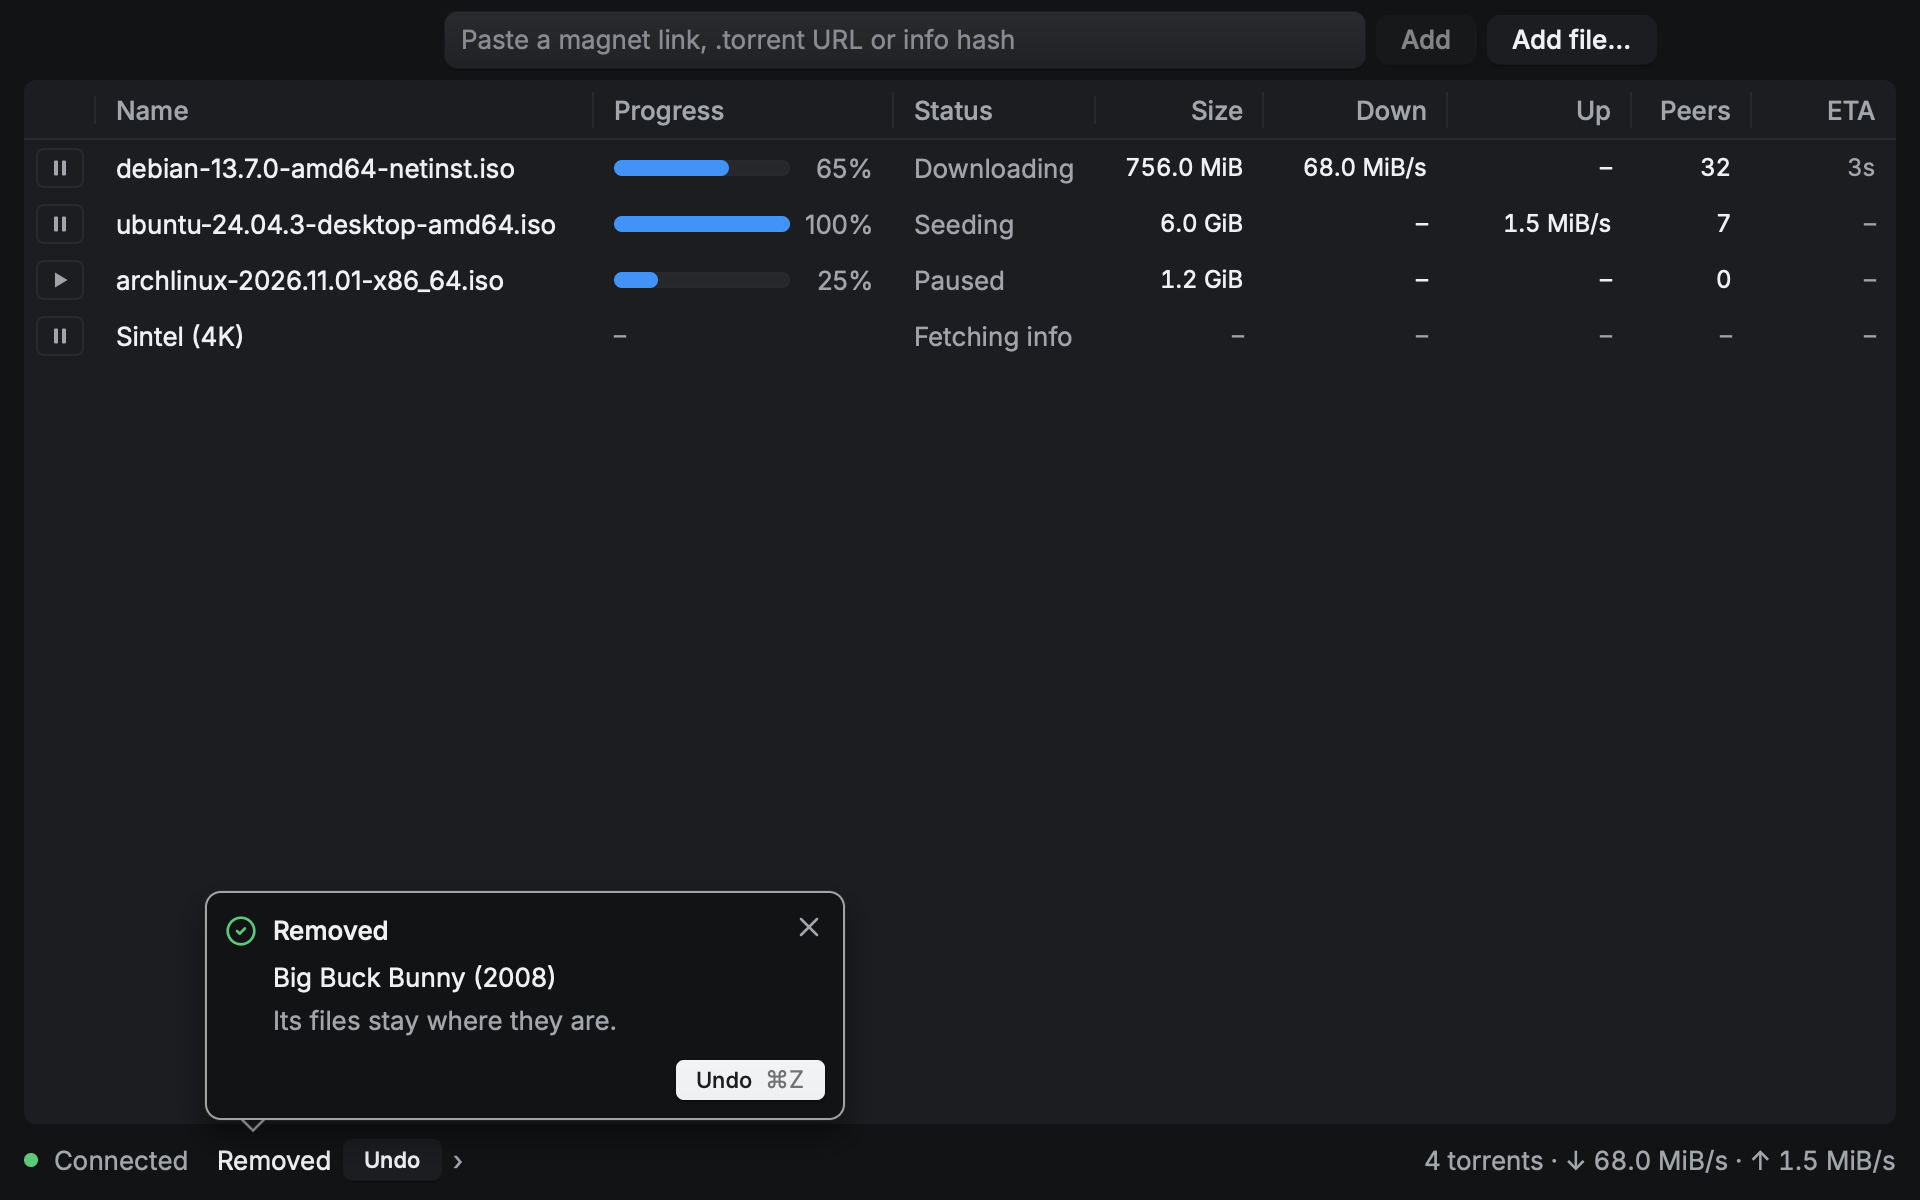 Paste a magnet link, .torrent URL or info hash Add Add file...
Name Progress Status Size Down Up Peers ETA
debian-13.7.0-amd64-netinst.iso 65% Downloading 756.0 MiB 68.0 MiB/s – 32 3s
ubuntu-24.04.3-desktop-amd64.iso 100% Seeding 6.0 GiB – 1.5 MiB/s 7 –
archlinux-2026.11.01-x86_64.iso 25% Paused 1.2 GiB – – 0 –
Sintel (4K) – Fetching info – – – – –
Removed
Big Buck Bunny (2008)
Its files stay where they are.
Undo ⌘Z
Connected Removed Undo › 4 torrents · ↓ 68.0 MiB/s · ↑ 1.5 MiB/s